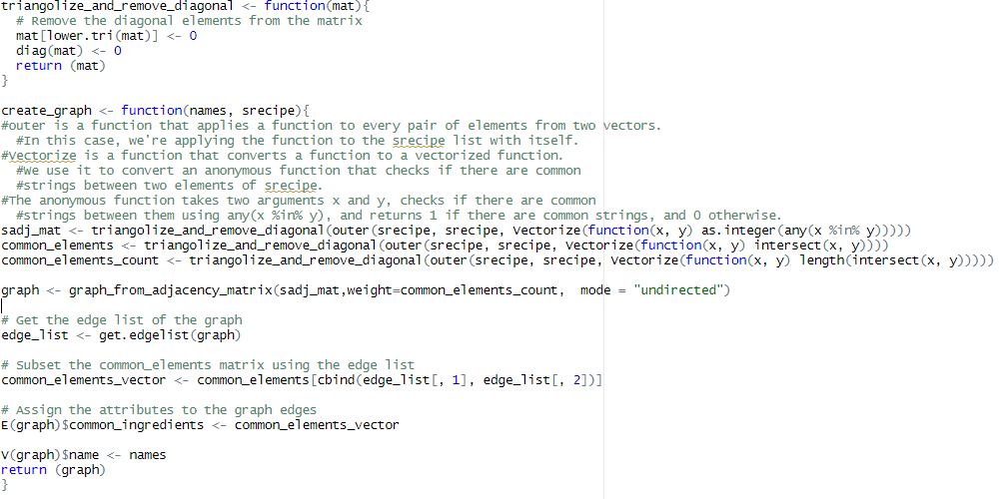 triangolize_and_remove_diagonal <- function(mat){
  # Remove the diagonal elements from the matrix
  mat[lower.tri(mat)] <- 0
  diag(mat) <- 0
  return (mat)
}
create_graph <- function(names, srecipe){
#outer is a function that applies a function to every pair of elements from two vectors.
  #In this case, we're applying the function to the srecipe list with itself.
#Vectorize is a function that converts a function to a vectorized function.
  #We use it to convert an anonymous function that checks if there are common
  #strings between two elements of srecipe.
#The anonymous function takes two arguments x and y, checks if there are common
  #strings between them using any(x %in% y), and returns 1 if there are common strings, and 0 otherwise.
sadj_mat <- triangolize_and_remove_diagonal(outer(srecipe, srecipe, Vectorize(function(x, y) as.integer(any(x %in% y)))))
common_elements <- triangolize_and_remove_diagonal(outer(srecipe, srecipe, Vectorize(function(x, y) intersect(x, y))))
common_elements_count <- triangolize_and_remove_diagonal(outer(srecipe, srecipe, Vectorize(function(x, y) length(intersect(x, y)))))
graph <- graph_from_adjacency_matrix(sadj_mat,weight=common_elements_count,  mode = "undirected")
# Get the edge list of the graph
edge_list <- get.edgelist(graph)
# Subset the common_elements matrix using the edge list
common_elements_vector <- common_elements[cbind(edge_list[, 1], edge_list[, 2])]
# Assign the attributes to the graph edges
E(graph)$common_ingredients <- common_elements_vector
V(graph)$name <- names
return (graph)
}